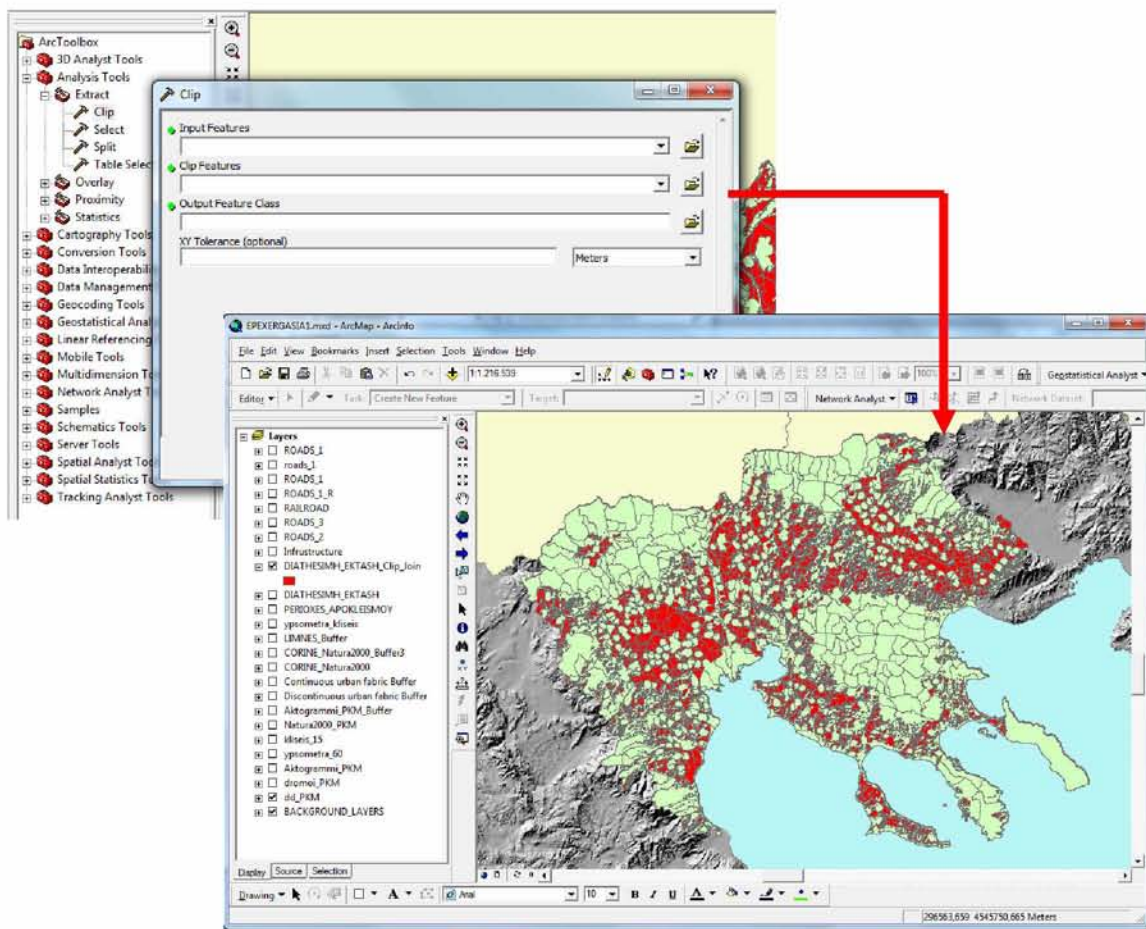 ArcToolbox
3D Analyst Tools
Analysis Tools
Extract
Clip
Select
Split
Table Selec
Overlay
Proximity
Statistics
Cartography Tools
Conversion Tools
Data Interoperabili
Data Management
Geocoding Tools
Geostatistical Anal
Linear Referencing
Mobile Tools
Multidimension To
Network Analyst T
Samples
Schematics Tools
Server Tools
Spatial Analyst Too
Spatial Statistics To
Tracking Analyst Tools
Clip
Input Features
Clip Features
Output Feature Class
XY Tolerance (optional)
Meters
EPEXERGASIA1.mxd - ArcMap - ArcInfo
File Edit View Bookmarks Insert Selection Tools Window Help
1:1.216.539 100% Geostatistical Analyst
Editor Task: Create New Feature Target: Network Analyst Network Dataset:
Layers
ROADS_1
roads_1
ROADS_1
ROADS_1_R
RAILROAD
ROADS_3
ROADS_2
Infrastructure
DIATHESIMH_EKTASH_Clip_Join
DIATHESIMH_EKTASH
PERIOXES_APOKLEISMOY
ypsometra_kliseis
LIMNES_Buffer
CORINE_Natura2000_Buffer3
CORINE_Natura2000
Continuous urban fabric Buffer
Discontinuous urban fabric Buffer
Aktogrammi_PKM_Buffer
Natura2000_PKM
kliseis_15
ypsometra_60
Aktogrammi_PKM
dromoi_PKM
dd_PKM
BACKGROUND_LAYERS
Display Source Selection
Drawing A Arial 10 B I U A
296563,659 4545750,665 Meters